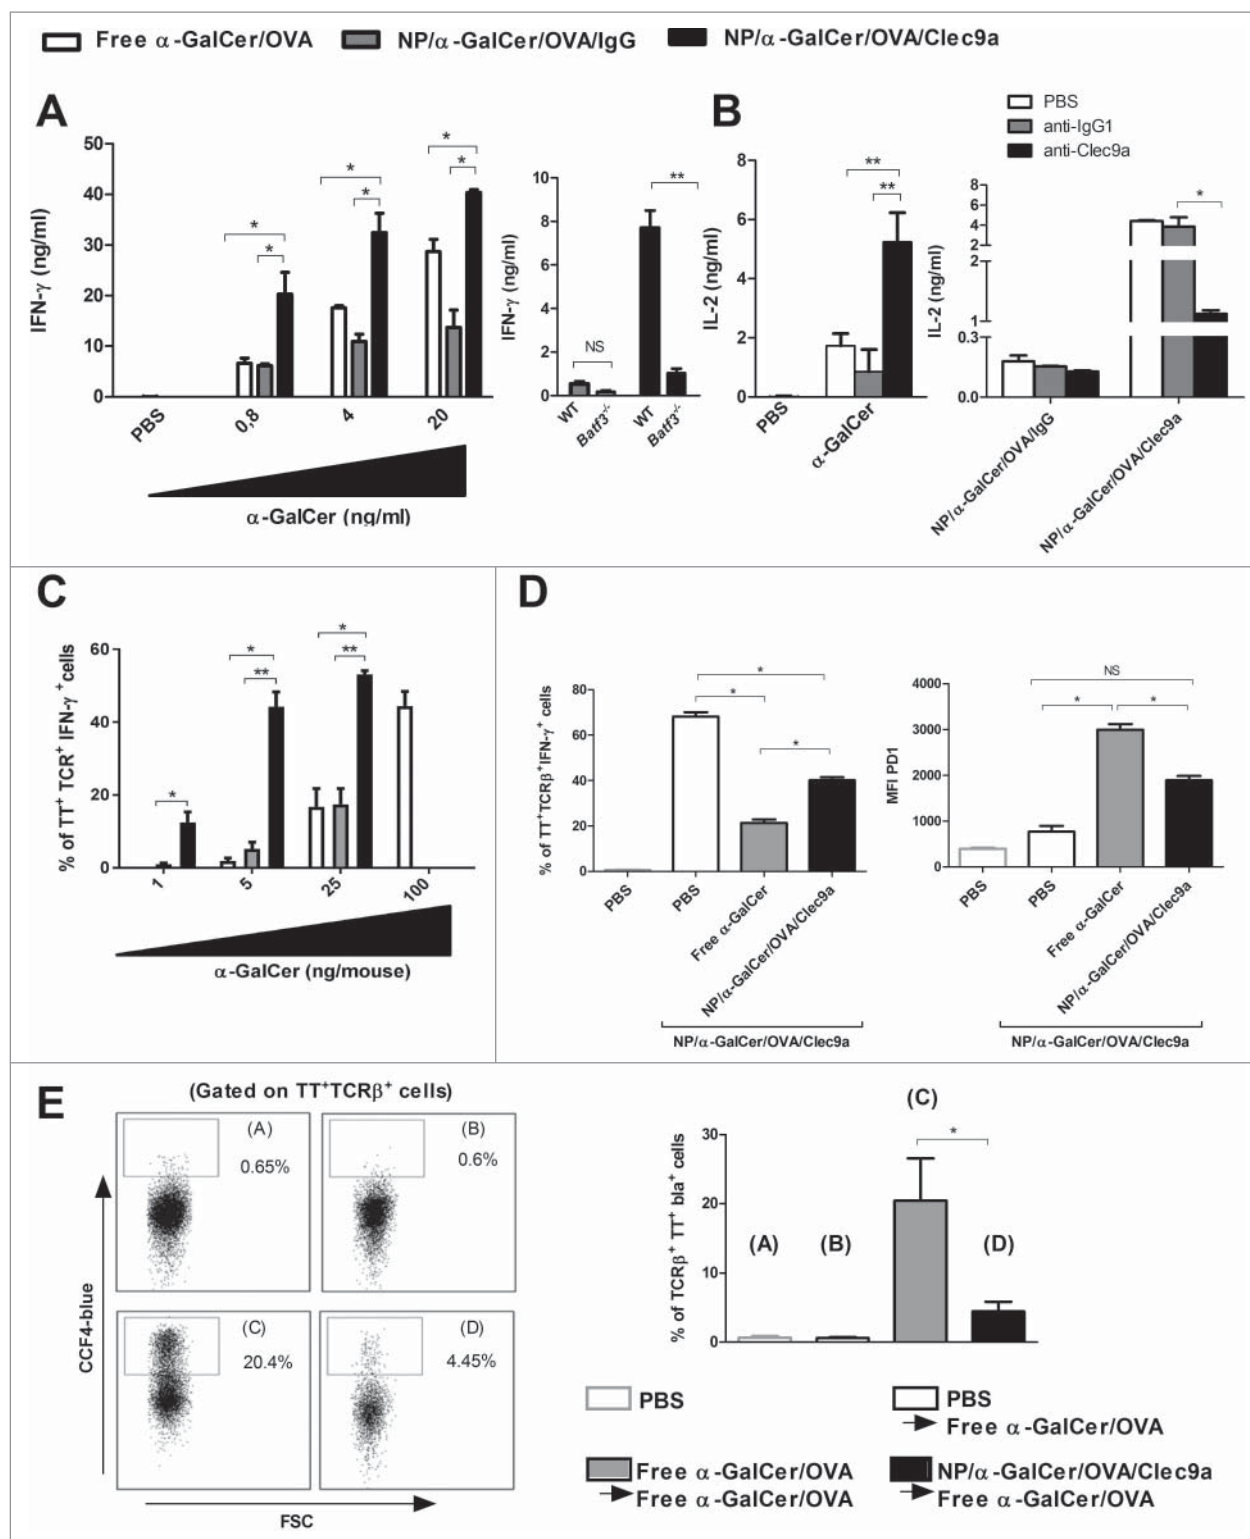 Free α-GalCer/OVA NP/α-GalCer/OVA/IgG NP/α-GalCer/OVA/Clec9a
A
IFN-γ (ng/ml)
50
40
30
20
10
0
* * * * * *
PBS 0,8 4 20
α-GalCer (ng/ml)
IFN-γ (ng/ml)
10
8
6
4
2
0
NS **
WT Batf3-/- WT Batf3-/-
B
IL-2 (ng/ml)
8
6
4
2
0
**
**
PBS α-GalCer
PBS
anti-IgG1
anti-Clec9a
IL-2 (ng/ml)
8
6
4
2
2
1
0.3
0.0
*
NP/α-GalCer/OVA/IgG NP/α-GalCer/OVA/Clec9a
C
% of TT+ TCR+ IFN-γ +cells
60
40
20
0
* * ** * **
1 5 25 100
α-GalCer (ng/mouse)
D
% of TT+TCRβ+IFN-γ+ cells
80
60
40
20
0
*
*
*
PBS PBS Free α-GalCer NP/α-GalCer/OVA/Clec9a
NP/α-GalCer/OVA/Clec9a
MFI PD1
4000
3000
2000
1000
0
NS
* *
PBS PBS Free α-GalCer NP/α-GalCer/OVA/Clec9a
NP/α-GalCer/OVA/Clec9a
E
(Gated on TT+TCRβ+ cells)
(A)
0.65%
(B)
0.6%
(C)
20.4%
(D)
4.45%
CCF4-blue
FSC
% of TCRβ+ TT+ bla+ cells
30
20
10
0
(A) (B) (C) (D)
*
PBS
PBS
Free α-GalCer/OVA
Free α-GalCer/OVA
Free α-GalCer/OVA
NP/α-GalCer/OVA/Clec9a
Free α-GalCer/OVA